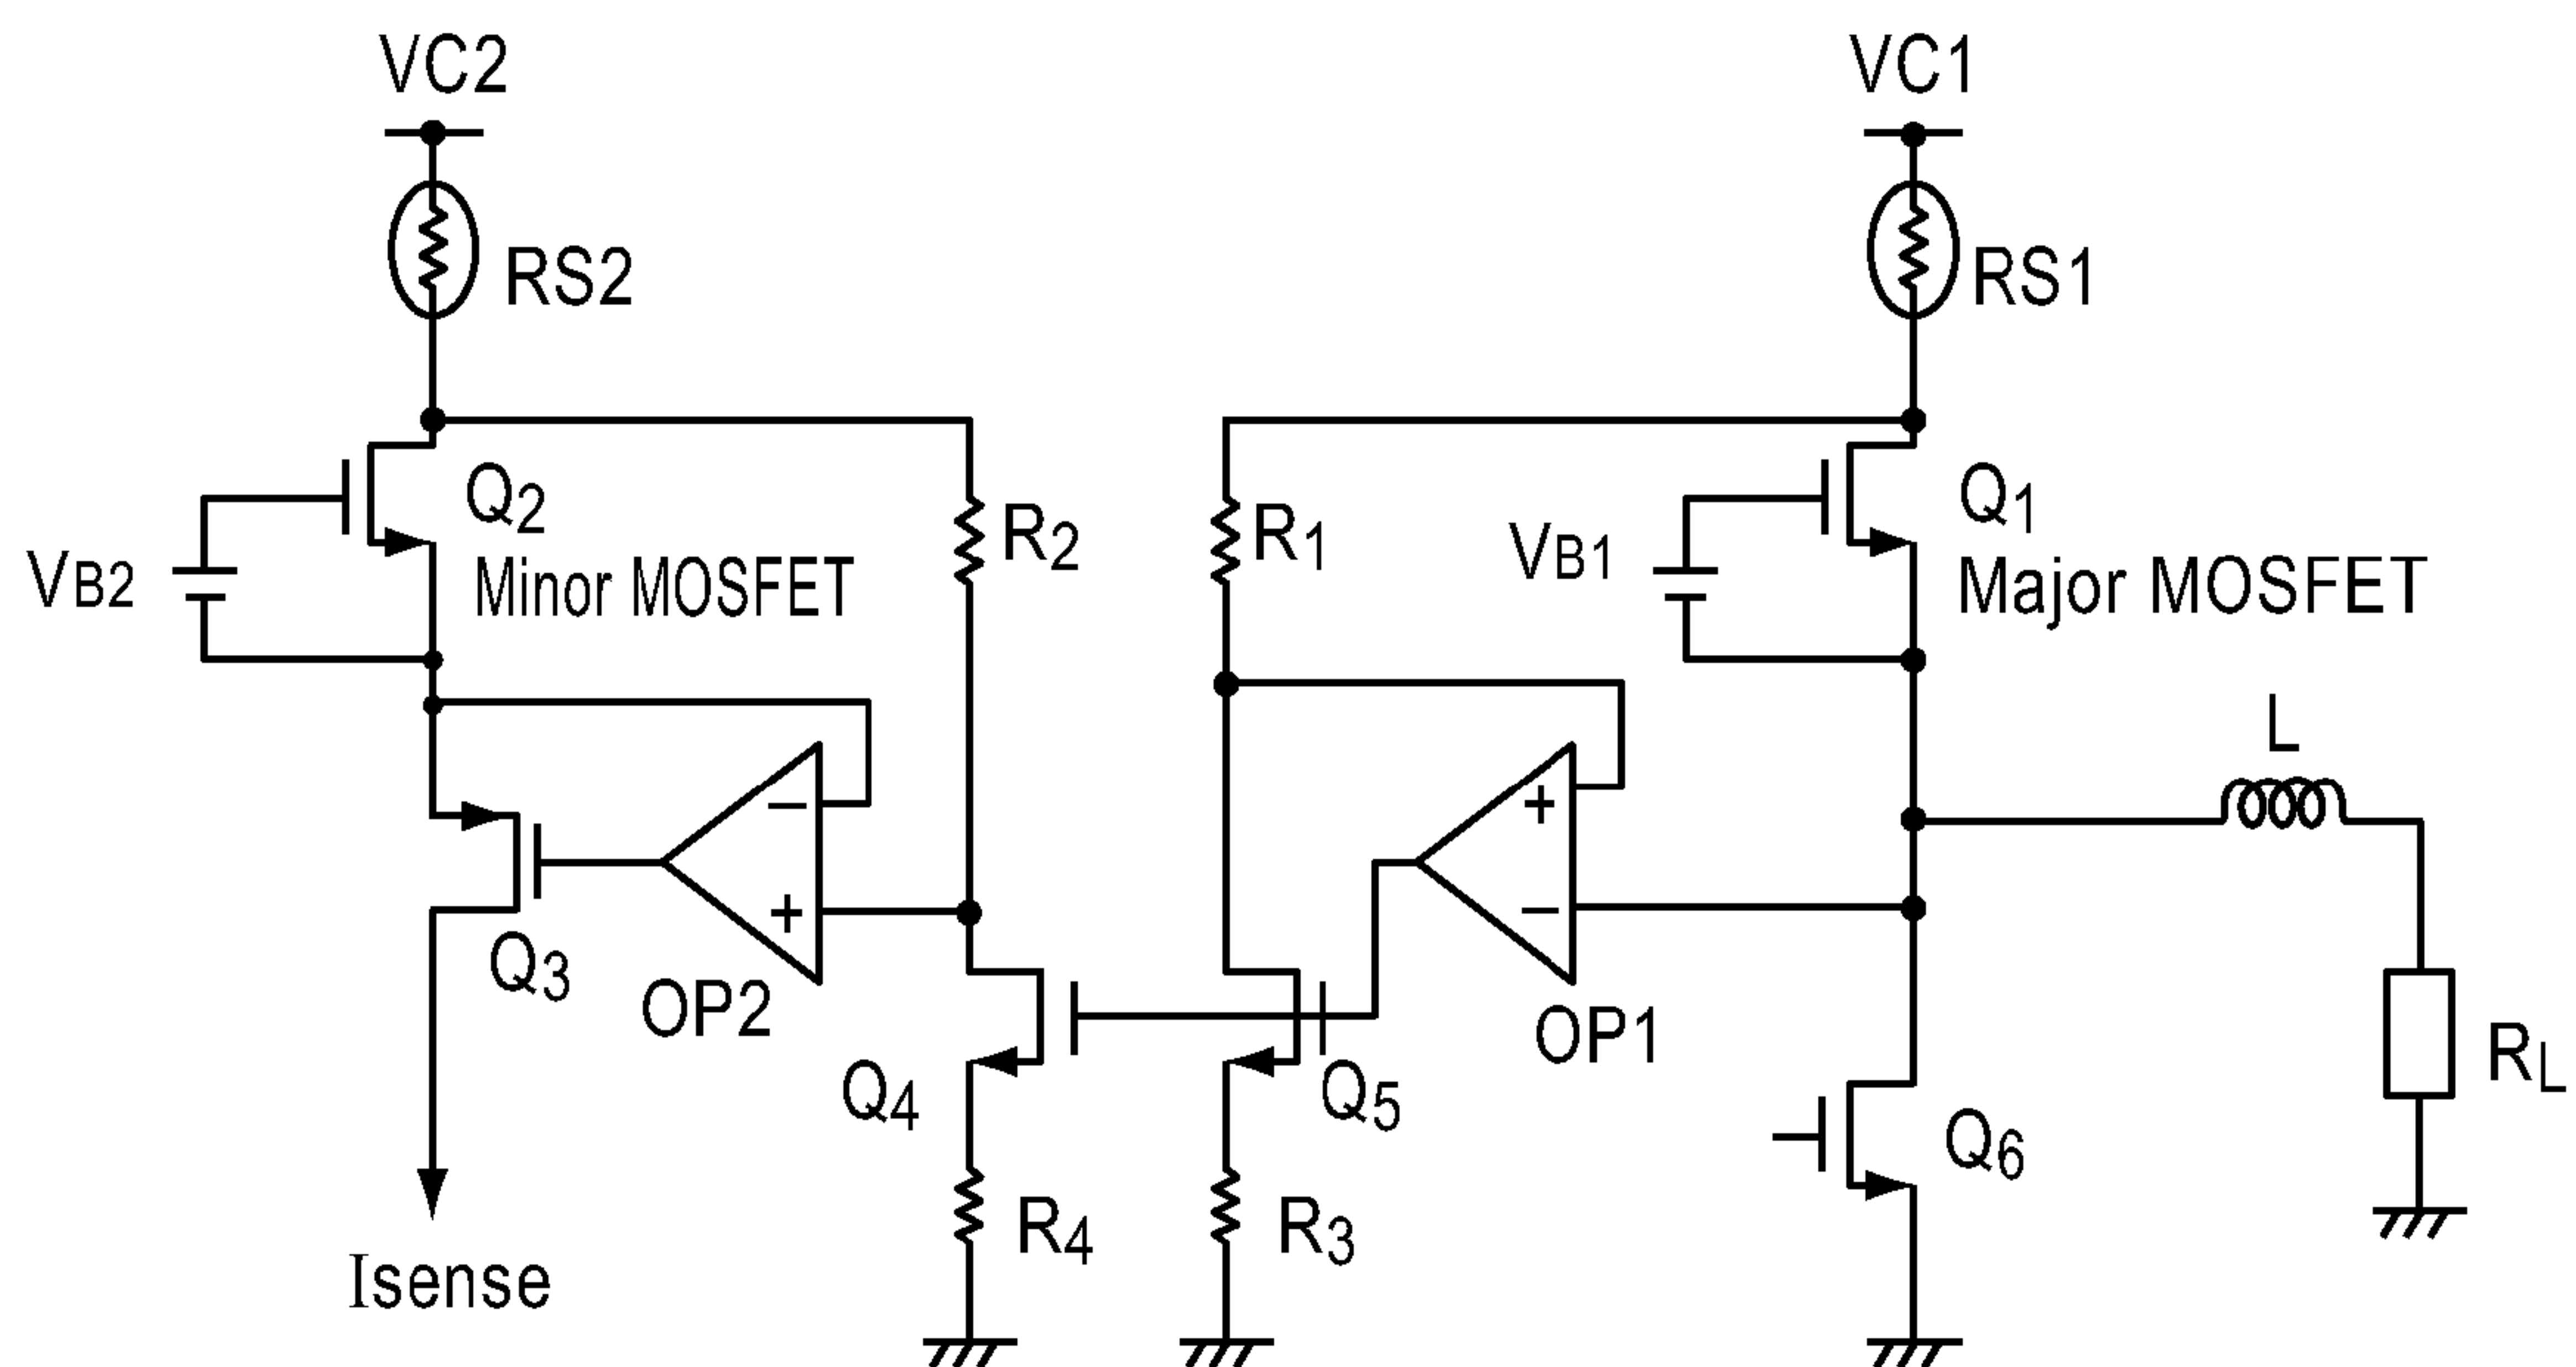 VC2
VC1
RS2
RS1
Q2
Minor MOSFET
VB2
R2
R1
VB1
Q1
Major MOSFET
L
−
+
OP2
Q3
+
−
OP1
Q4
Q5
Q6
RL
R4
R3
Isense